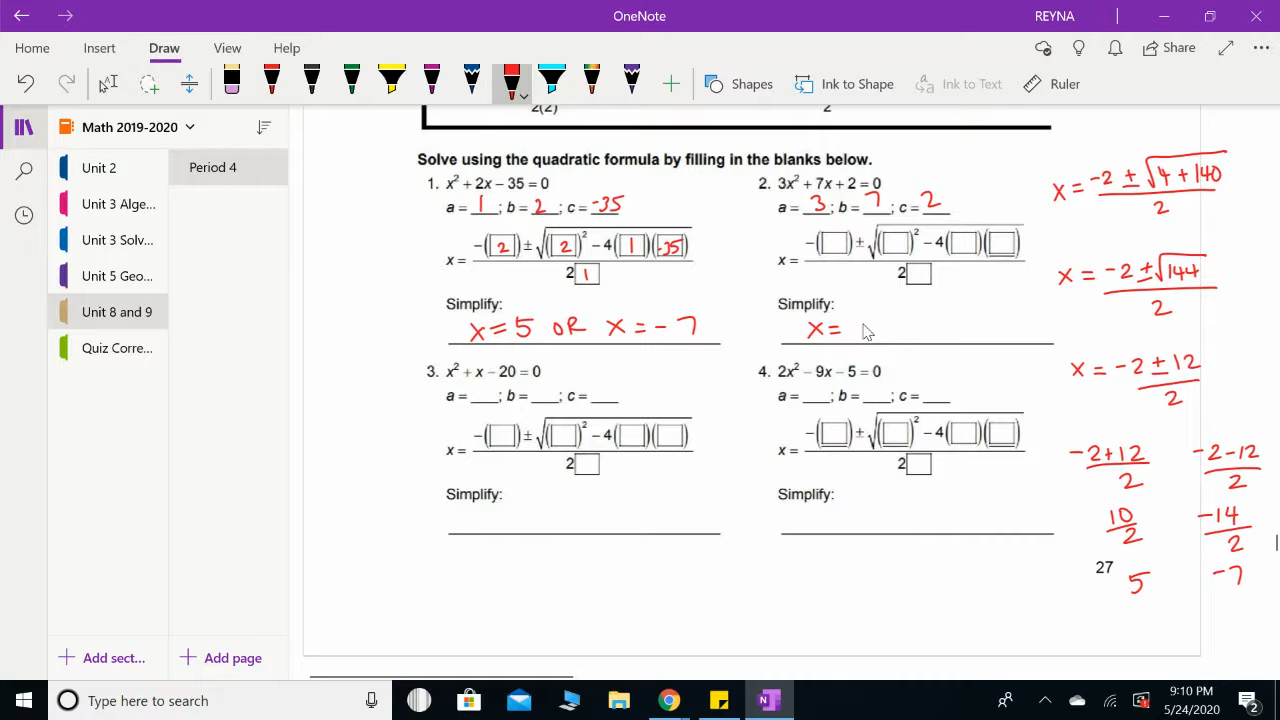 OneNote
REYNA
Home Insert Draw View Help
Share
Shapes Ink to Shape Ink to Text Ruler
Math 2019-2020
Unit 2
Unit 3 Alge...
Unit 3 Solv...
Unit 5 Geo...
Unit 8 and 9
Quiz Corre...
Period 4
Add sect...
Add page
2(2) 2
Solve using the quadratic formula by filling in the blanks below.
1. x² + 2x − 35 = 0
a = 1; b = 2; c = -35
x = −(2) ± √((2)² − 4(1)(-35))
2 1
Simplify:
x = 5 OR x = -7
2. 3x² + 7x + 2 = 0
a = 3; b = 7; c = 2
x = −( ) ± √(( )² − 4( )( ))
2
Simplify:
x =
3. x² + x − 20 = 0
a = ___; b = ___; c = ___
x = −( ) ± √(( )² − 4( )( ))
2
Simplify:
4. 2x² − 9x − 5 = 0
a = ___; b = ___; c = ___
x = −( ) ± √(( )² − 4( )( ))
2
Simplify:
x = -2 ± √4 + 140
2
x = -2 ± √144
2
x = -2 ± 12
2
-2+12 -2-12
2 2
10 -14
2 2
5 -7
27
Type here to search
9:10 PM
5/24/2020
2